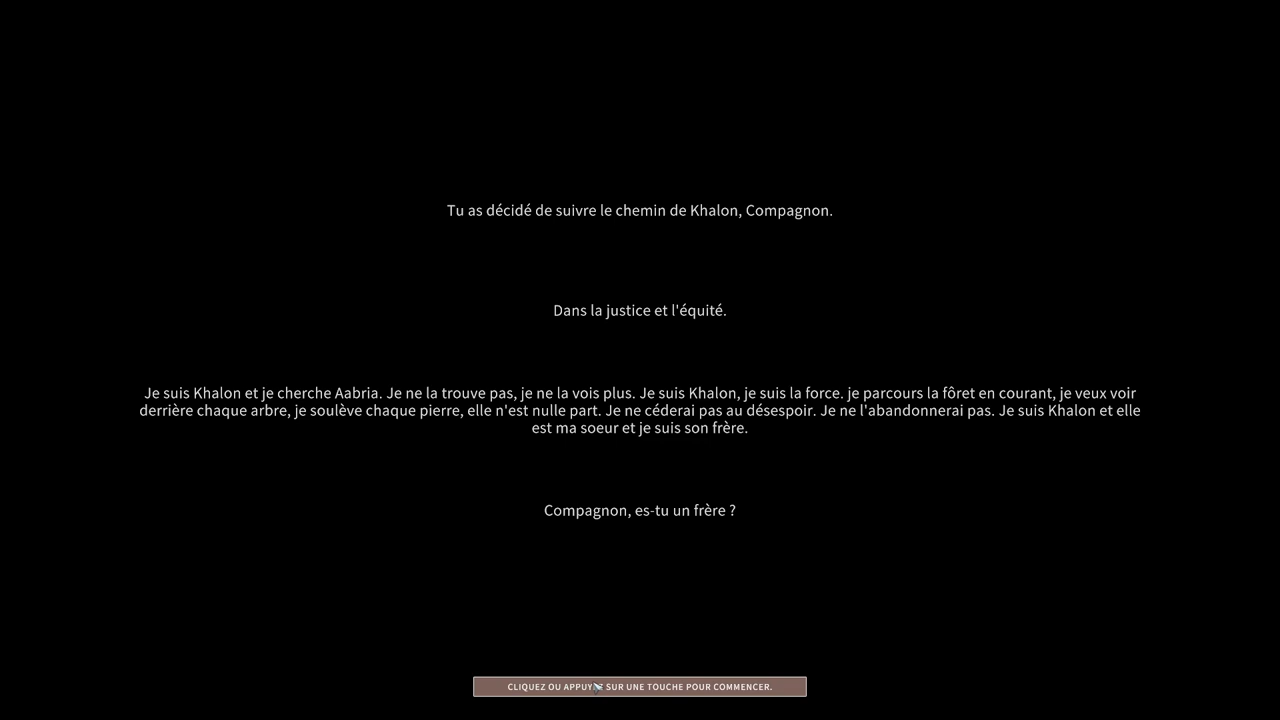 Tu as décidé de suivre le chemin de Khalon, Compagnon.
Dans la justice et l'équité.
Je suis Khalon et je cherche Aabria. Je ne la trouve pas, je ne la vois plus. Je suis Khalon, je suis la force. je parcours la fôret en courant, je veux voir
derrière chaque arbre, je soulève chaque pierre, elle n'est nulle part. Je ne céderai pas au désespoir. Je ne l'abandonnerai pas. Je suis Khalon et elle
est ma soeur et je suis son frère.
Compagnon, es-tu un frère ?
CLIQUEZ OU APPUYEZ SUR UNE TOUCHE POUR COMMENCER.